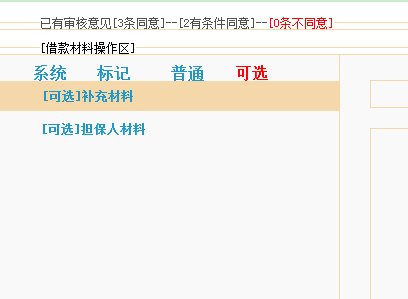 已有审核意见[3条同意]--[2有条件同意]--[0条不同意]
[借款材料操作区]
系统 标记 普通 可选
[可选]补充材料
[可选]担保人材料